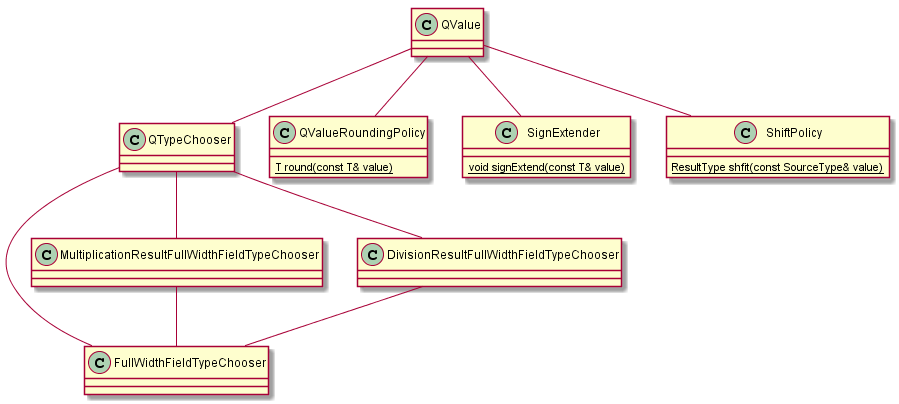 C QValue
C QTypeChooser
C QValueRoundingPolicy
T round(const T& value)
C SignExtender
void signExtend(const T& value)
C ShiftPolicy
ResultType shfit(const SourceType& value)
C MultiplicationResultFullWidthFieldTypeChooser
C DivisionResultFullWidthFieldTypeChooser
C FullWidthFieldTypeChooser